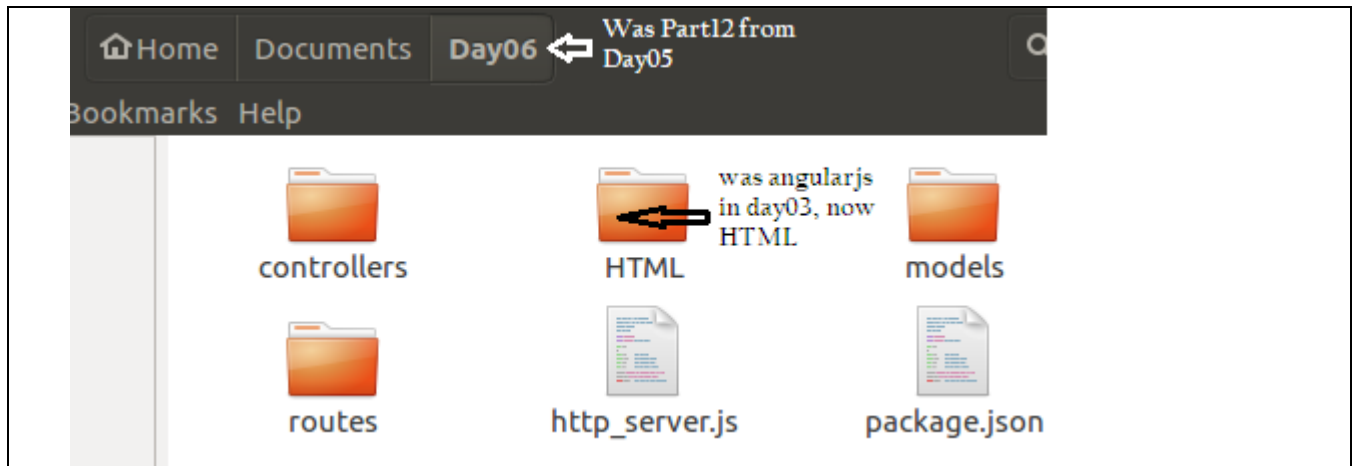 Home Documents Day06 Was Part12 from
Day05
Bookmarks Help
was angularjs
in day03, now
HTML
controllers HTML models
routes http_server.js package.json